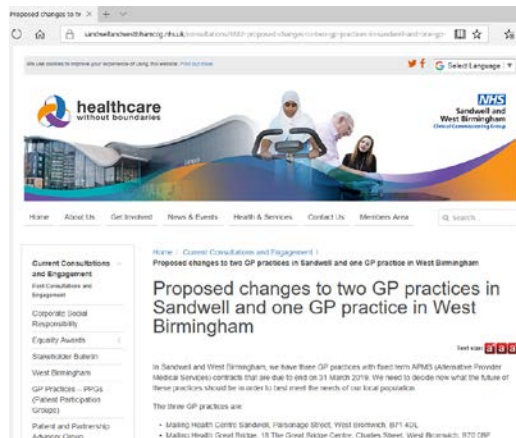 Proposed changes to tv
We use cookies to improve your experience of using this website. Find out more.
Select Language
healthcare
without boundaries
NHS
Sandwell and
West Birmingham
Clinical Commissioning Group
Home About Us Get Involved News & Events Health & Services Contact Us Members Area Search
Current Consultations
and Engagement
Past Consultations and
Engagement
Corporate Social
Responsibility
Equality Awards
Stakeholder Bulletin
West Birmingham
GP Practices – PPGs
(Patient Participation
Groups)
Patient and Partnership
Advisory Group
Home / Current Consultations and Engagement /
Proposed changes to two GP practices in Sandwell and one GP practice in West Birmingham
Proposed changes to two GP practices in
Sandwell and one GP practice in West
Birmingham
Text size
In Sandwell and West Birmingham, we have three GP practices with fixed term APMS (Alternative Provider
Medical Services) contracts that are due to end on 31 March 2019. We need to decide now what the future of
these practices should be in order to best meet the needs of our local population.
The three GP practices are
• Malling Health Centre Sandwell, Parsonage Street, West Bromwich, B71 4DL
• Malling Health Great Bridge, 18 The Great Bridge Centre, Charles Street, West Bromwich, B70 0BF